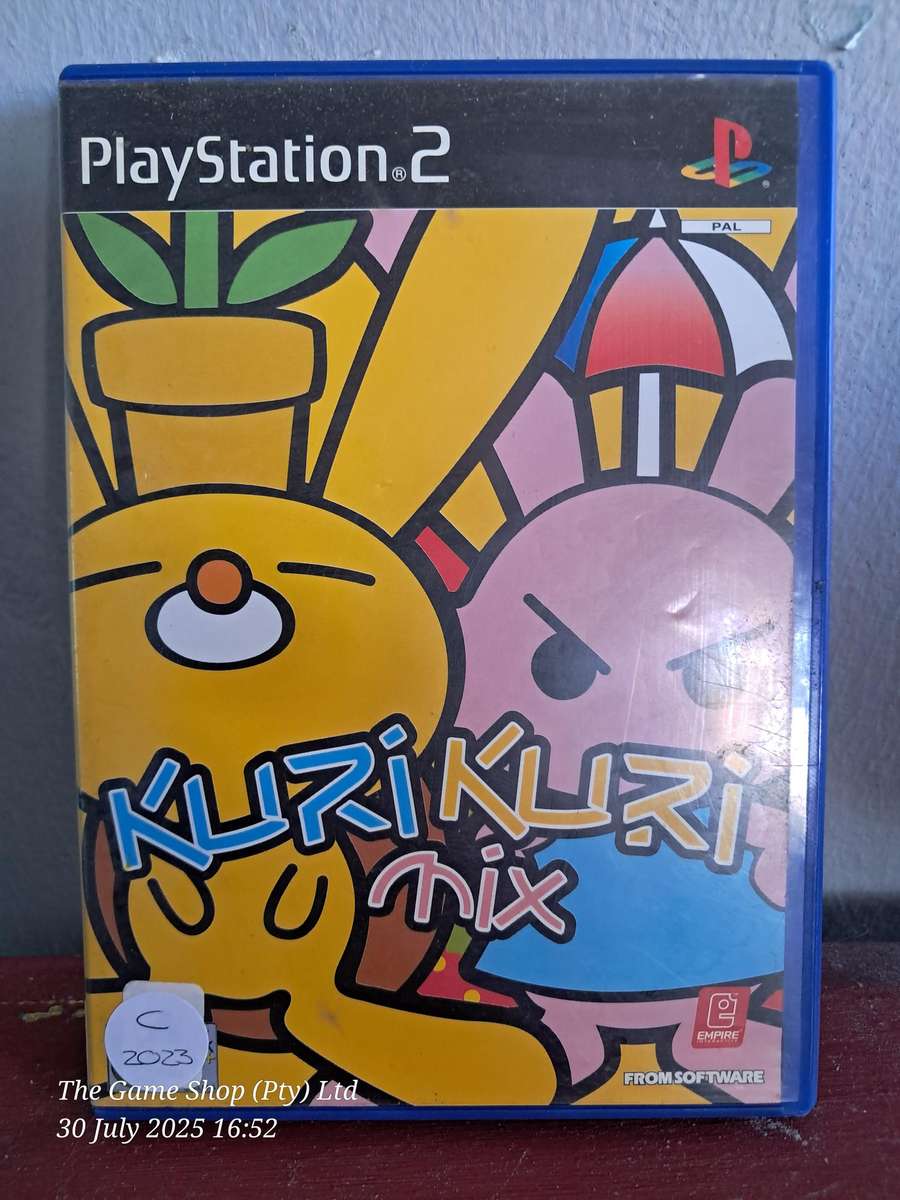 PlayStation®2
PAL
KURI KURI
mix
EMPIRE
INTERACTIVE
C
2023
FROMSOFTWARE
The Game Shop (Pty) Ltd
30 July 2025 16:52